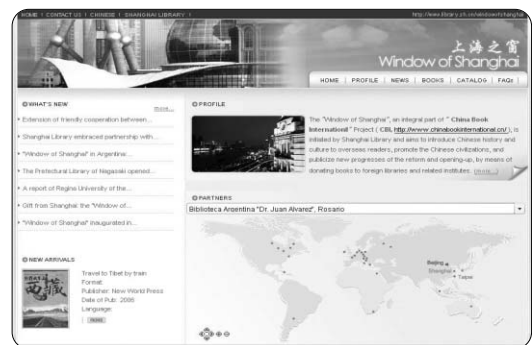 HOME | CONTACT US | CHINESE | SHANGHAI LIBRARY |
上海之窗
Window of Shanghai
HOME | PROFILE | NEWS | BOOKS | CATALOG | FAQs |
WHAT'S NEW
more...
Extension of friendly cooperation between...
Shanghai Library embraced partnership with...
"Window of Shanghai" in Argentina:...
The Prefectural Library of Nagasaki opened...
A report of Regina University of the...
Gift from Shanghai: the "Window of...
"Window of Shanghai" inaugurated in...
NEW ARRIVALS
西藏
Travel to Tibet by train
Format:
Publisher: New World Press
Date of Pub: 2006
Language:
| MORE
PROFILE
The "Window of Shanghai", an integral part of " China Book
International " Project ( CBI, http://www.chinabookinternational.cn/ ), is
initiated by Shanghai Library and aims to introduce Chinese history and
culture to overseas readers, promote the Chinese civilizations, and
publicize new progresses of the reform and opening-up, by means of
donating books to foreign libraries and related institutes. (more...)
PARTNERS
Biblioteca Argentina "Dr. Juan Alvarez", Rosario
Beijing
Shanghai
Taipei